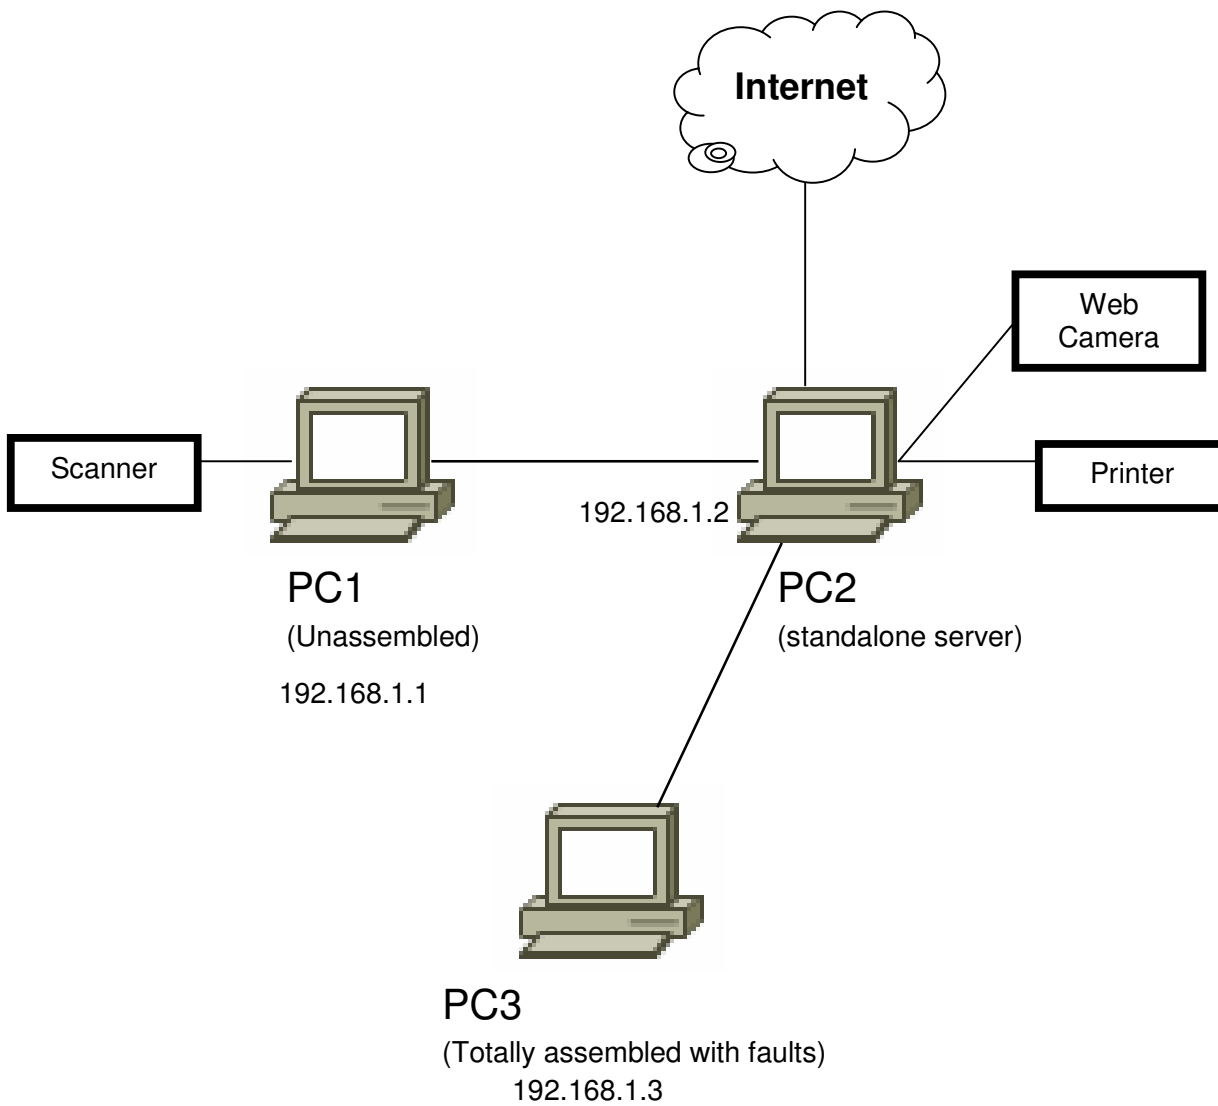 Internet
Web
Camera
Scanner
Printer
192.168.1.2
PC1
(Unassembled)
192.168.1.1
PC2
(standalone server)
PC3
(Totally assembled with faults)
192.168.1.3